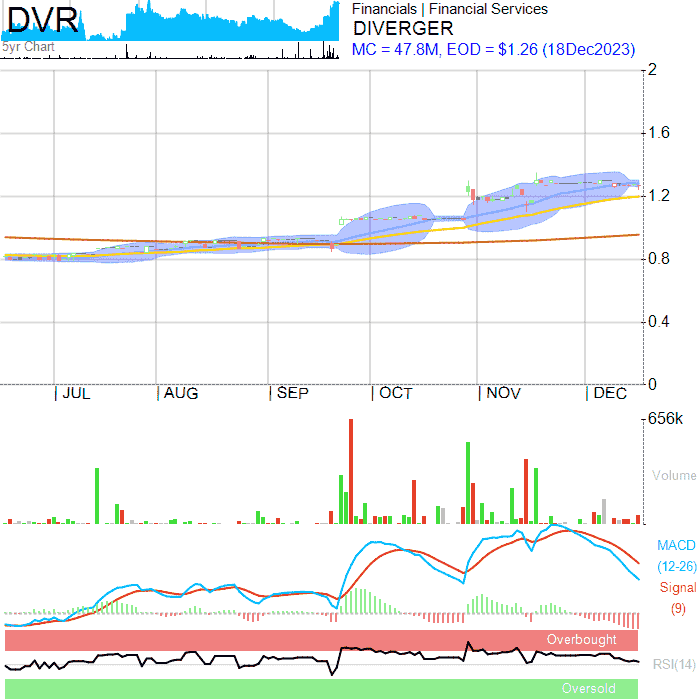 DVR
5yr Chart
Financials | Financial Services
DIVERGER
MC = 47.8M, EOD = $1.26 (18Dec2023)
2
1.6
1.2
0.8
0.4
0
JUL AUG SEP OCT NOV DEC
656k
Volume
MACD
(12-26)
Signal
(9)
Overbought
RSI(14)
Oversold